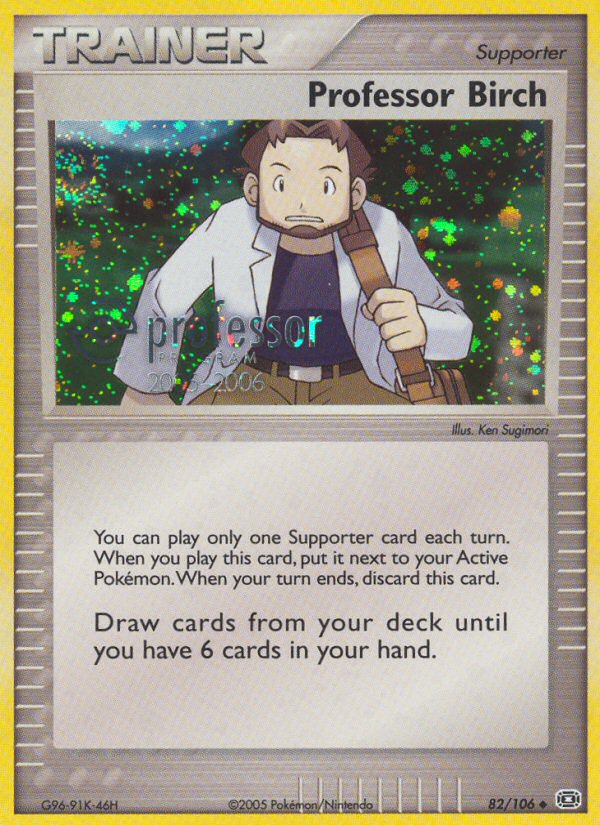 TRAINER
Supporter
Professor Birch
professor
PROGRAM
2005-2006
Illus. Ken Sugimori
You can play only one Supporter card each turn.
When you play this card, put it next to your Active
Pokémon. When your turn ends, discard this card.
Draw cards from your deck until
you have 6 cards in your hand.
G96-91K-46H
©2005 Pokémon/Nintendo
82/106